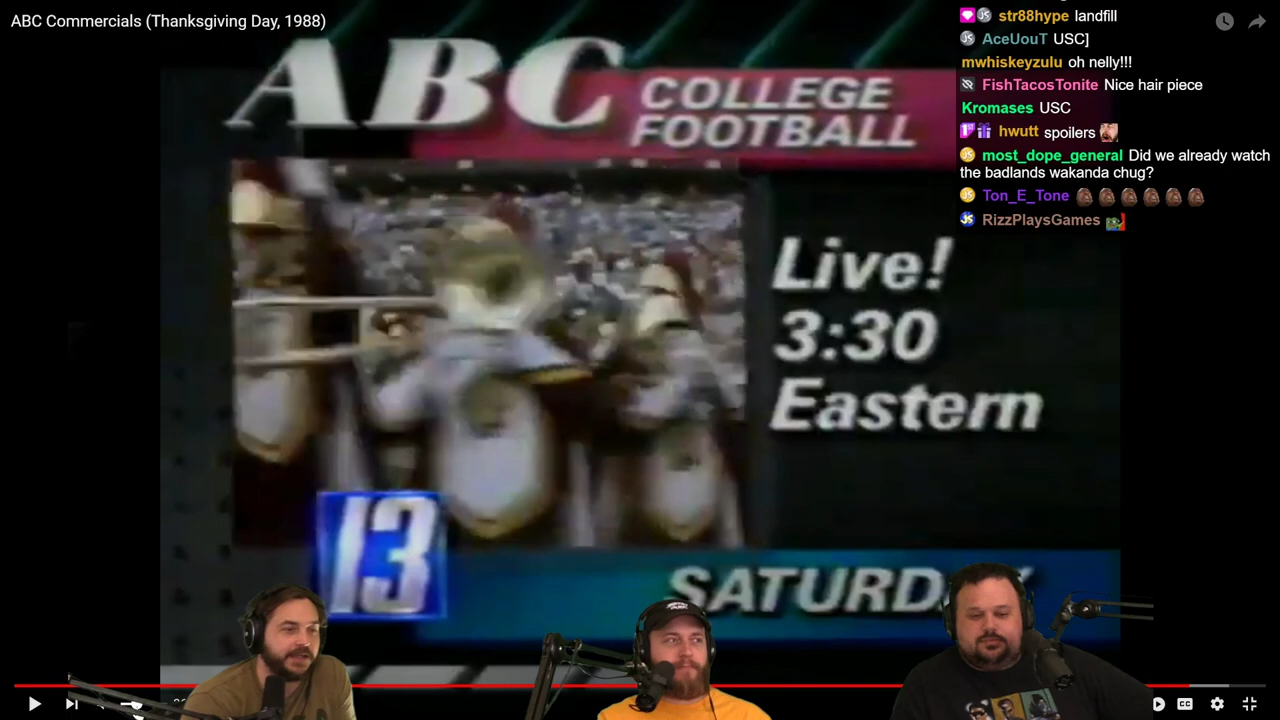 ABC Commercials (Thanksgiving Day, 1988)
ABC COLLEGE
FOOTBALL
Live!
3:30
Eastern
13
SATURD
str88hype landfill
AceUouT USC]
mwhiskeyzulu oh nelly!!!
FishTacosTonite Nice hair piece
Kromases USC
hwutt spoilers
most_dope_general Did we already watch
the badlands wakanda chug?
Ton_E_Tone
RizzPlaysGames